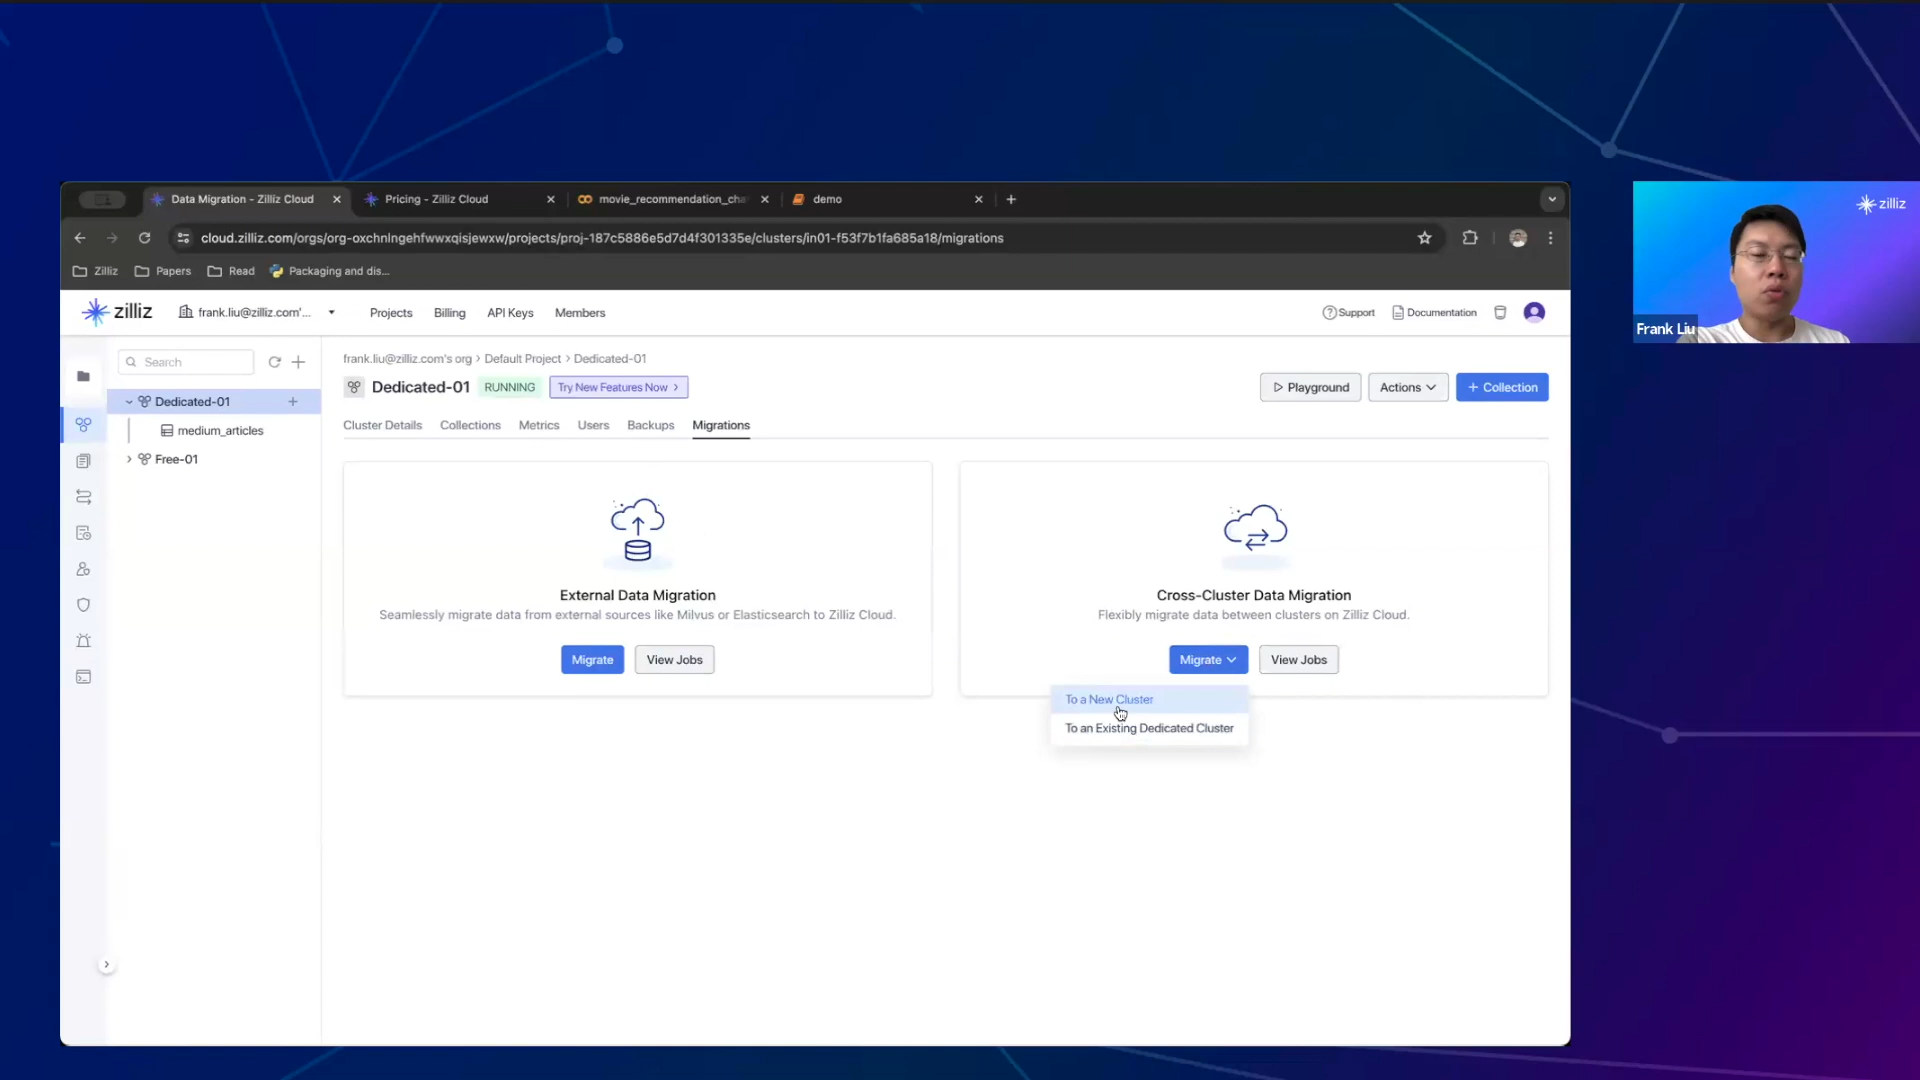 Data Migration - Zilliz Cloud
Pricing - Zilliz Cloud
movie_recommendation_cha
demo
cloud.zilliz.com/orgs/org-oxchnlngehfwwxqisjewxw/projects/proj-187c5886e5d7d4f301335e/clusters/in01-f53f7b1fa685a18/migrations
Zilliz
Papers
Read
Packaging and dis...
zilliz
frank.liu@zilliz.com'...
Projects
Billing
API Keys
Members
Support
Documentation
Search
Dedicated-01
medium_articles
Free-01
frank.liu@zilliz.com's org > Default Project > Dedicated-01
Dedicated-01
RUNNING
Try New Features Now >
Playground
Actions
+ Collection
Cluster Details
Collections
Metrics
Users
Backups
Migrations
External Data Migration
Seamlessly migrate data from external sources like Milvus or Elasticsearch to Zilliz Cloud.
Migrate
View Jobs
Cross-Cluster Data Migration
Flexibly migrate data between clusters on Zilliz Cloud.
Migrate
View Jobs
To a New Cluster
To an Existing Dedicated Cluster
zilliz
Frank Liu